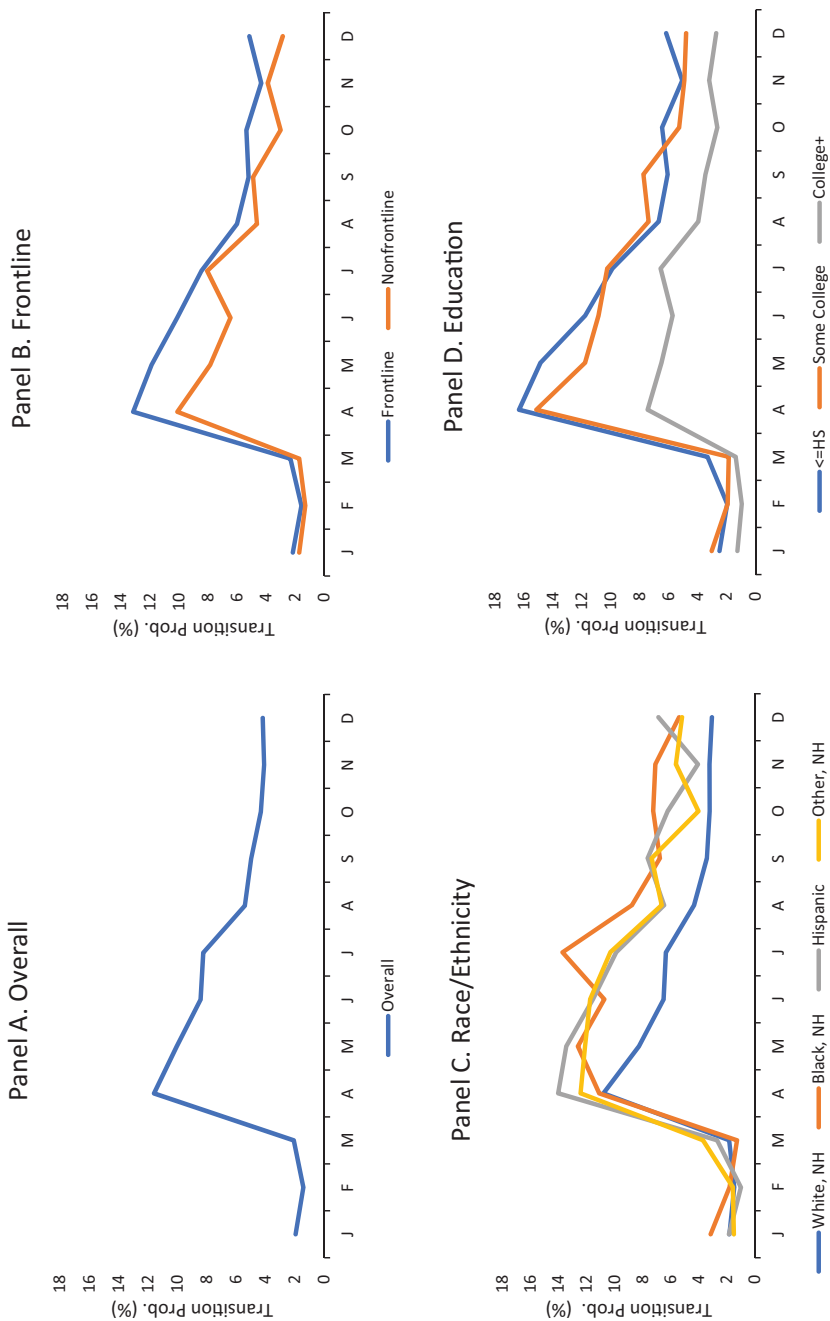 Panel A. Overall
Transition Prob. (%)
18
16
14
12
10
8
6
4
2
0
J F M A M J J A S O N D
Overall
Panel B. Frontline
Transition Prob. (%)
18
16
14
12
10
8
6
4
2
0
J F M A M J J A S O N D
Frontline Nonfrontline
Panel C. Race/Ethnicity
Transition Prob. (%)
18
16
14
12
10
8
6
4
2
0
J F M A M J J A S O N D
White, NH Black, NH Hispanic Other, NH
Panel D. Education
Transition Prob. (%)
18
16
14
12
10
8
6
4
2
0
J F M A M J J A S O N D
<=HS Some College College+